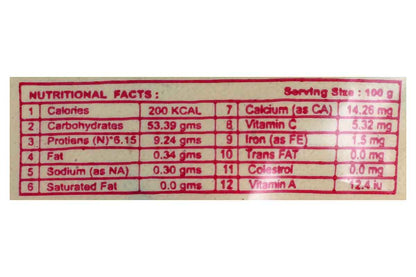 NUTRITIONAL FACTS : Serving Size : 100 g
1 Calories 200 KCAL 7 Calcium (as CA) 14.26 mg
2 Carbohydrates 53.39 gms 8 Vitamin C 5.32 mg
3 Protiens (N)*6.15 9.24 gms 9 Iron (as FE) 1.5 mg
4 Fat 0.34 gms 10 Trans FAT 0.0 mg
5 Sodium (as NA) 0.30 gms 11 Colestrol 0.0 mg
6 Saturated Fat 0.0 gms 12 Vitamin A 12.4 iu